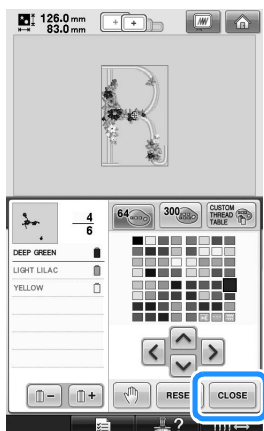 126.0 mm
83.0 mm
4
6
64
300
CUSTOM
THREAD
TABLE
DEEP GREEN
LIGHT LILAC
YELLOW
RESE
CLOSE
?